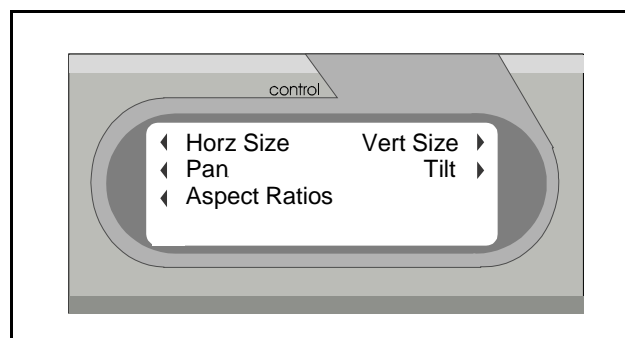 control
Horz Size Vert Size
Pan Tilt
Aspect Ratios